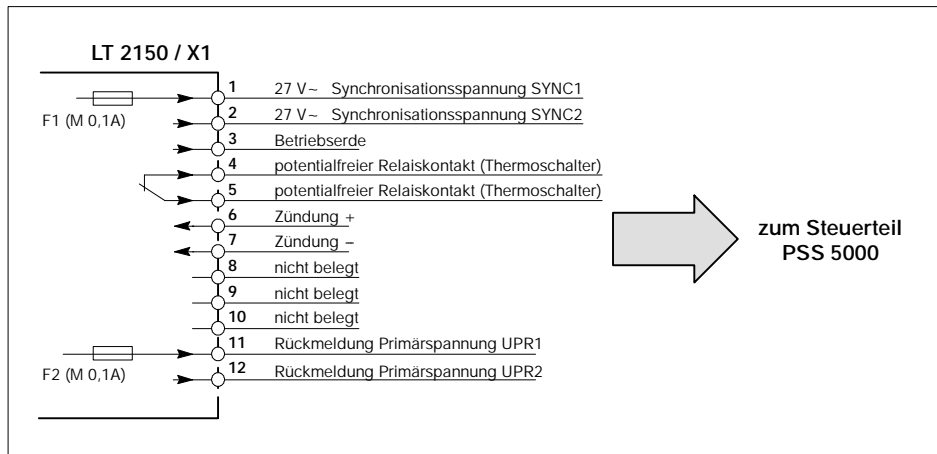 LT 2150 / X1
F1 (M 0,1A)
1 27 V~ Synchronisationsspannung SYNC1
2 27 V~ Synchronisationsspannung SYNC2
3 Betriebserde
4 potentialfreier Relaiskontakt (Thermoschalter)
5 potentialfreier Relaiskontakt (Thermoschalter)
6 Zündung +
7 Zündung –
8 nicht belegt
9 nicht belegt
10 nicht belegt
11 Rückmeldung Primärspannung UPR1
F2 (M 0,1A)
12 Rückmeldung Primärspannung UPR2
zum Steuerteil
PSS 5000